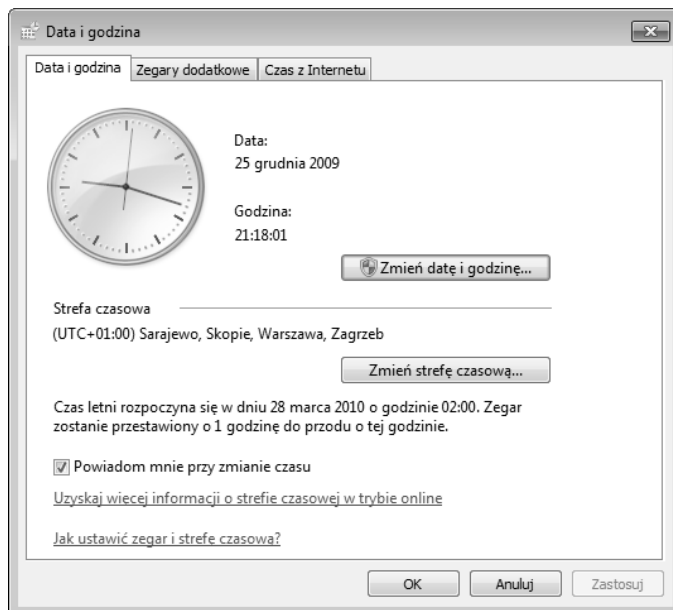 Data i godzina
Data i godzina
Zegary dodatkowe
Czas z Internetu
Data:
25 grudnia 2009
Godzina:
21:18:01
Zmień datę i godzinę...
Strefa czasowa
(UTC+01:00) Sarajewo, Skopie, Warszawa, Zagrzeb
Zmień strefę czasową...
Czas letni rozpoczyna się w dniu 28 marca 2010 o godzinie 02:00. Zegar
zostanie przestawiony o 1 godzinę do przodu o tej godzinie.
Powiadom mnie przy zmianie czasu
Uzyskaj więcej informacji o strefie czasowej w trybie online
Jak ustawić zegar i strefę czasową?
OK
Anuluj
Zastosuj